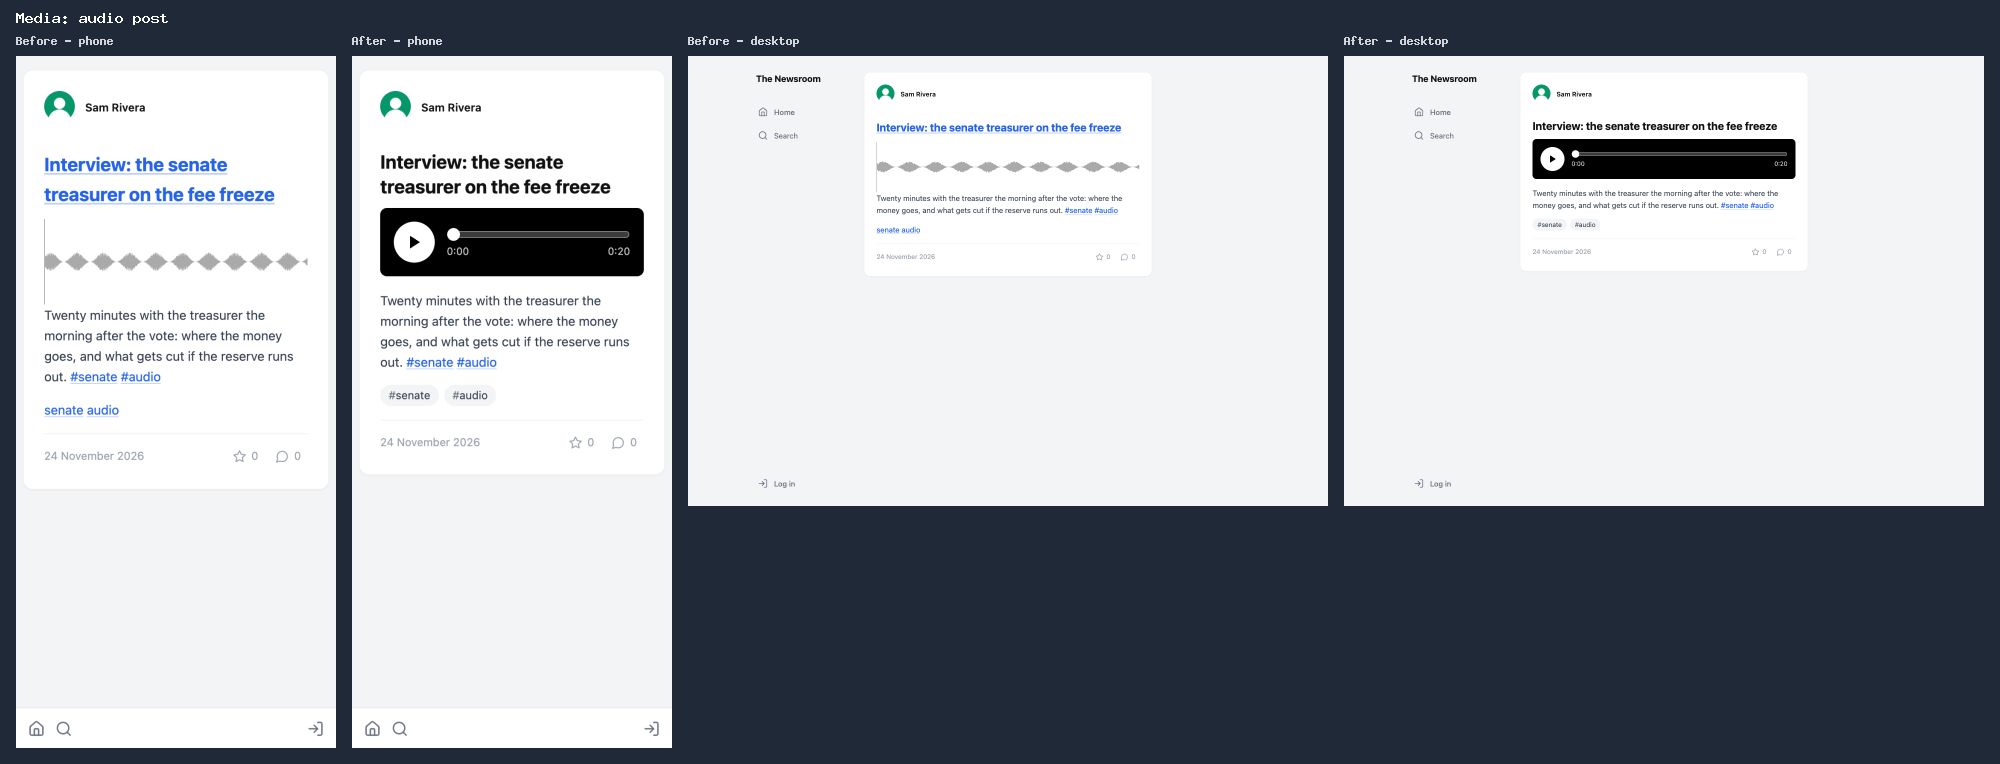 Media: audio post
Before - phone
Sam Rivera
Interview: the senate
treasurer on the fee freeze
Twenty minutes with the treasurer the
morning after the vote: where the money
goes, and what gets cut if the reserve runs
out. #senate #audio
senate audio
24 November 2026
0
0
After - phone
Sam Rivera
Interview: the senate
treasurer on the fee freeze
0:00
0:20
Twenty minutes with the treasurer the
morning after the vote: where the money
goes, and what gets cut if the reserve runs
out. #senate #audio
#senate
#audio
24 November 2026
0
0
Before - desktop
The Newsroom
Home
Search
Log in
Sam Rivera
Interview: the senate treasurer on the fee freeze
Twenty minutes with the treasurer the morning after the vote: where the
money goes, and what gets cut if the reserve runs out. #senate #audio
senate audio
24 November 2026
0
0
After - desktop
The Newsroom
Home
Search
Log in
Sam Rivera
Interview: the senate treasurer on the fee freeze
0:00
0:20
Twenty minutes with the treasurer the morning after the vote: where the
money goes, and what gets cut if the reserve runs out. #senate #audio
#senate
#audio
24 November 2026
0
0